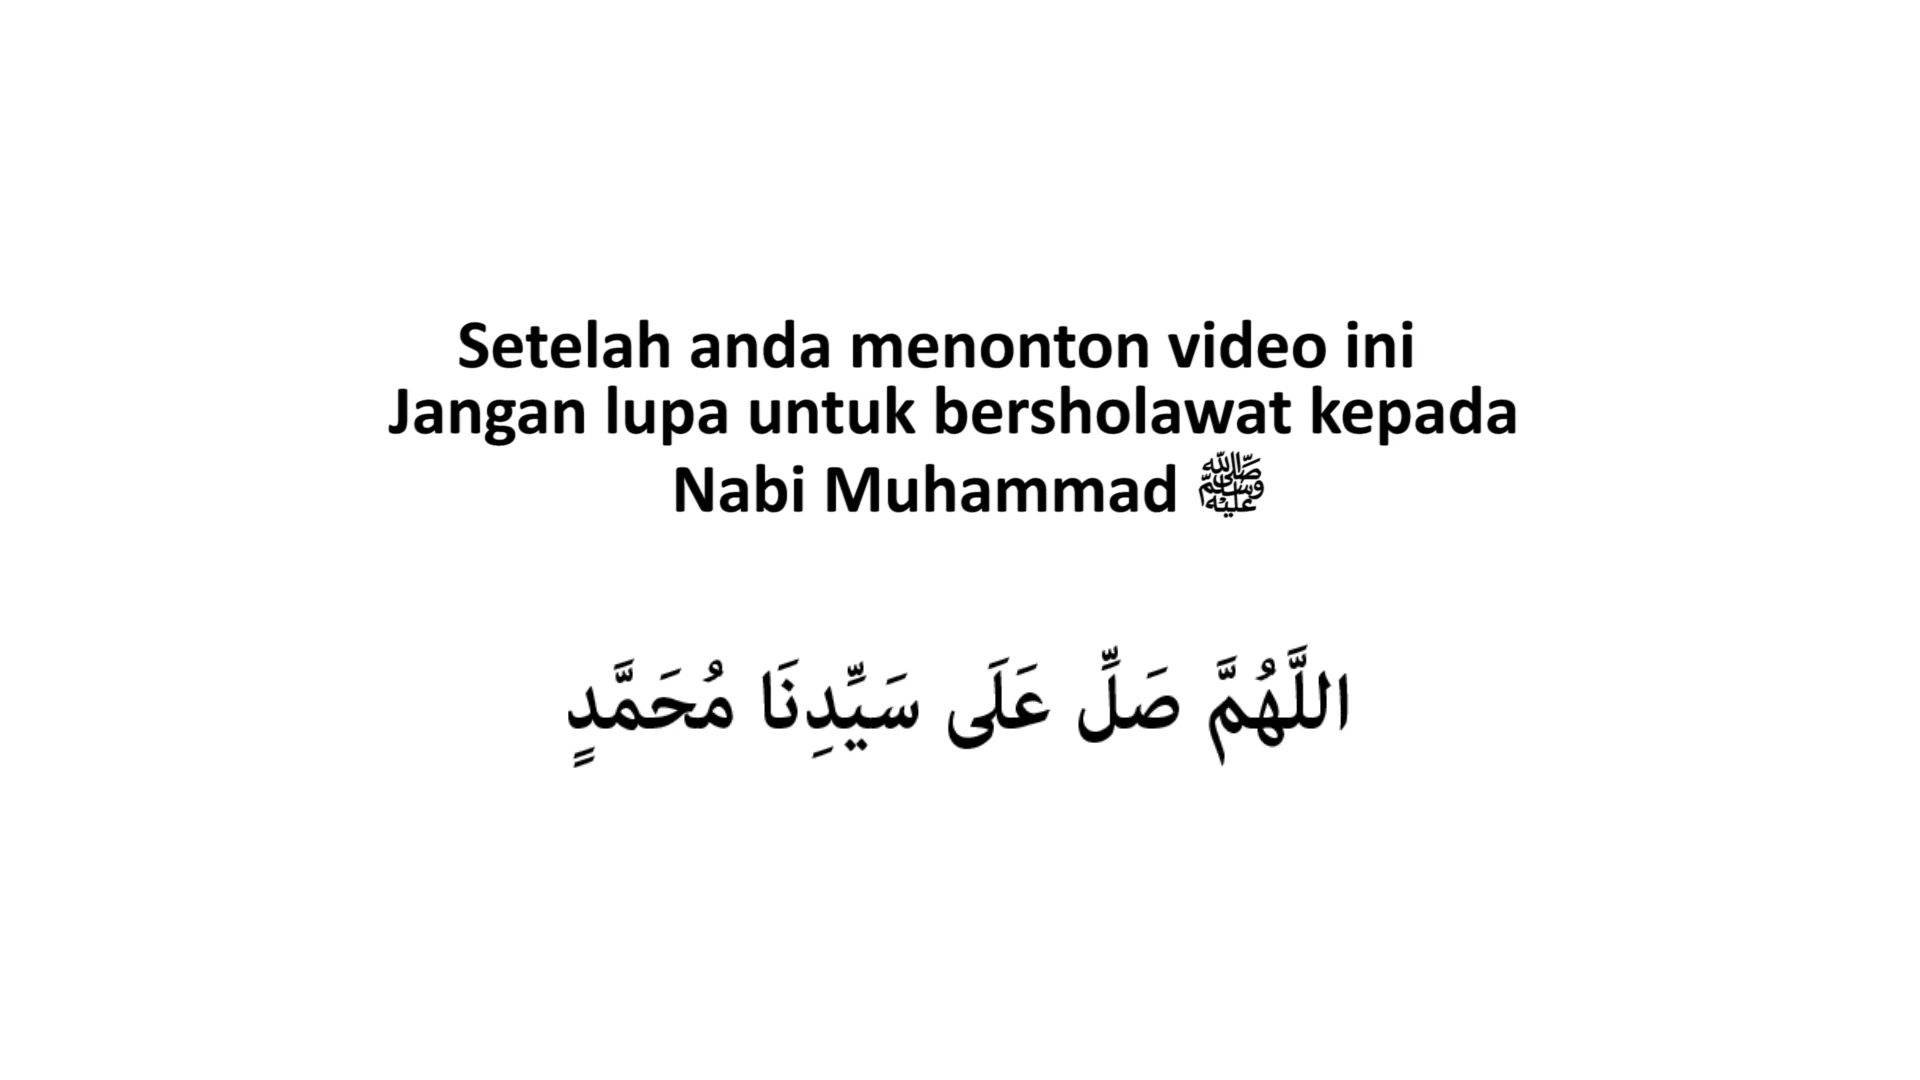 Setelah anda menonton video ini
Jangan lupa untuk bersholawat kepada
Nabi Muhammad ﷺ
اللَّهُمَّ صَلِّ عَلَى سَيِّدِنَا مُحَمَّدٍ